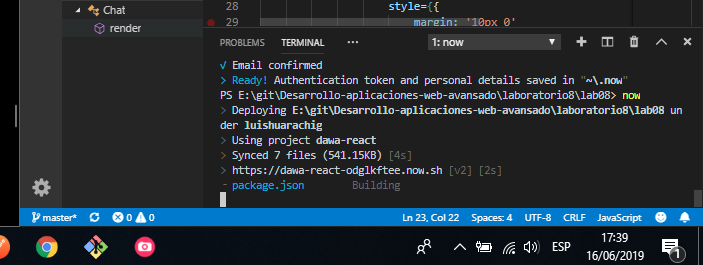 Chat
render
28 style={{
29 margin: '10px 0'
PROBLEMS TERMINAL ··· 1: now
√ Email confirmed
> Ready! Authentication token and personal details saved in "~\.now"
PS E:\git\Desarrollo-aplicaciones-web-avansado\laboratorio8\lab08> now
> Deploying E:\git\Desarrollo-aplicaciones-web-avansado\laboratorio8\lab08 un
der luishuarachig
> Using project dawa-react
> Synced 7 files (541.15KB) [4s]
> https://dawa-react-odglkftee.now.sh [v2] [2s]
- package.json Building
master* 0 0 Ln 23, Col 22 Spaces: 4 UTF-8 CRLF JavaScript
ESP
17:39
16/06/2019
1